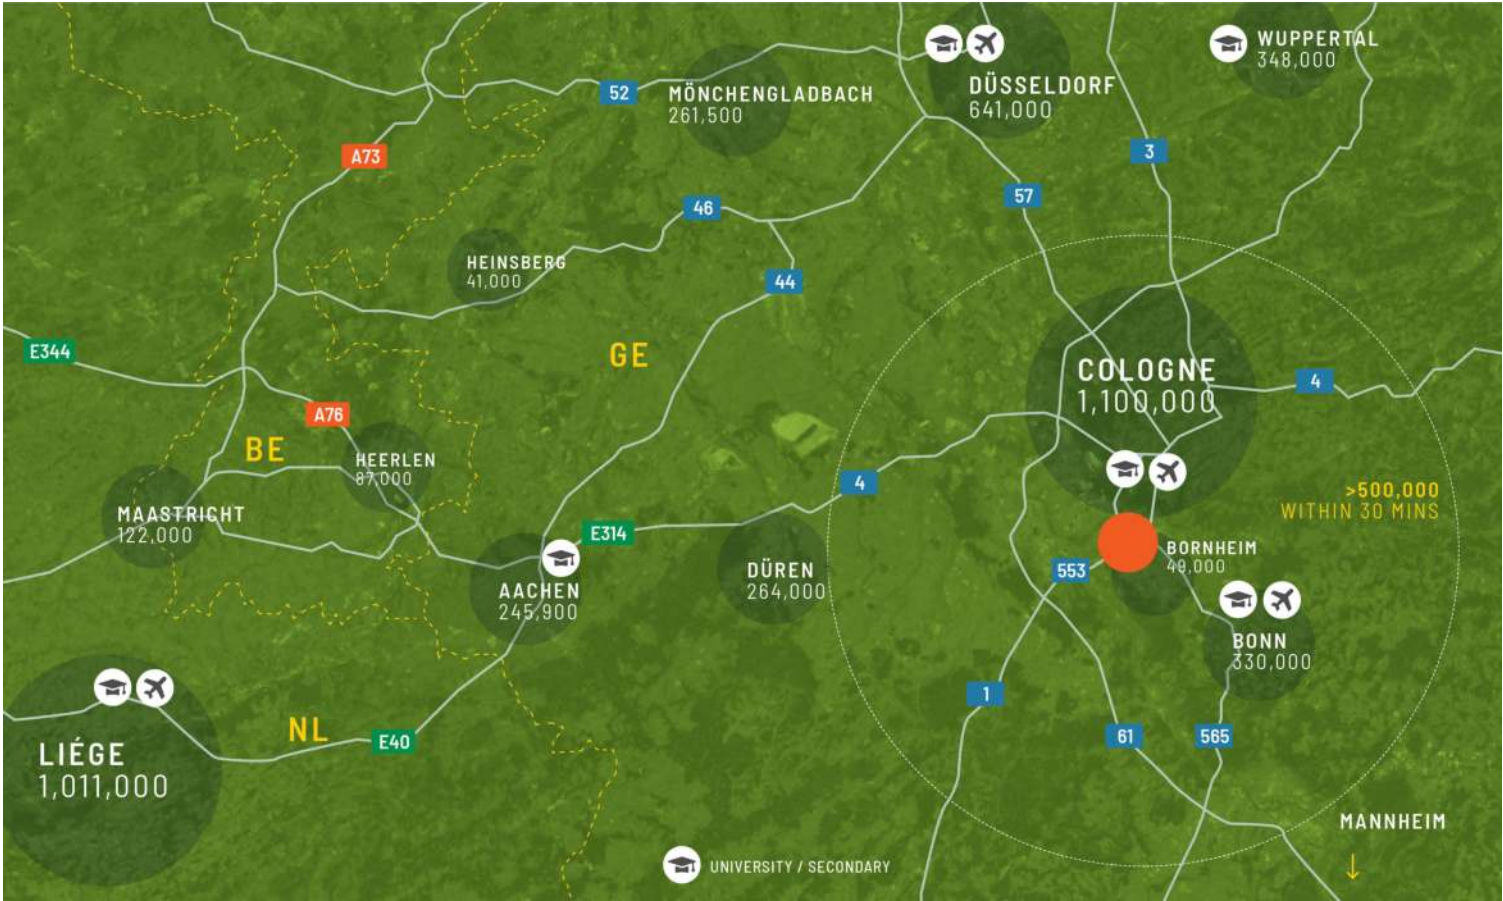 WUPPERTAL
348,000
DÜSSELDORF
641,000
52
MÖNCHENGLADBACH
261,500
A73
3
57
46
HEINSBERG
41,000
44
E344
GE
COLOGNE
1,100,000
4
A76
BE
HEERLEN
87,000
4
>500,000
WITHIN 30 MINS
MAASTRICHT
122,000
E314
BORNHEIM
49,000
553
DÜREN
264,000
AACHEN
245,900
BONN
330,000
1
NL
E40
61
565
LIÉGE
1,011,000
MANNHEIM
UNIVERSITY / SECONDARY